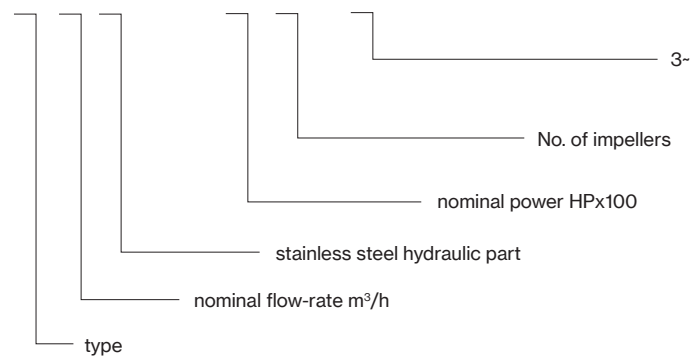 3~
No. of impellers
nominal power HPx100
stainless steel hydraulic part
nominal flow-rate m³/h
type